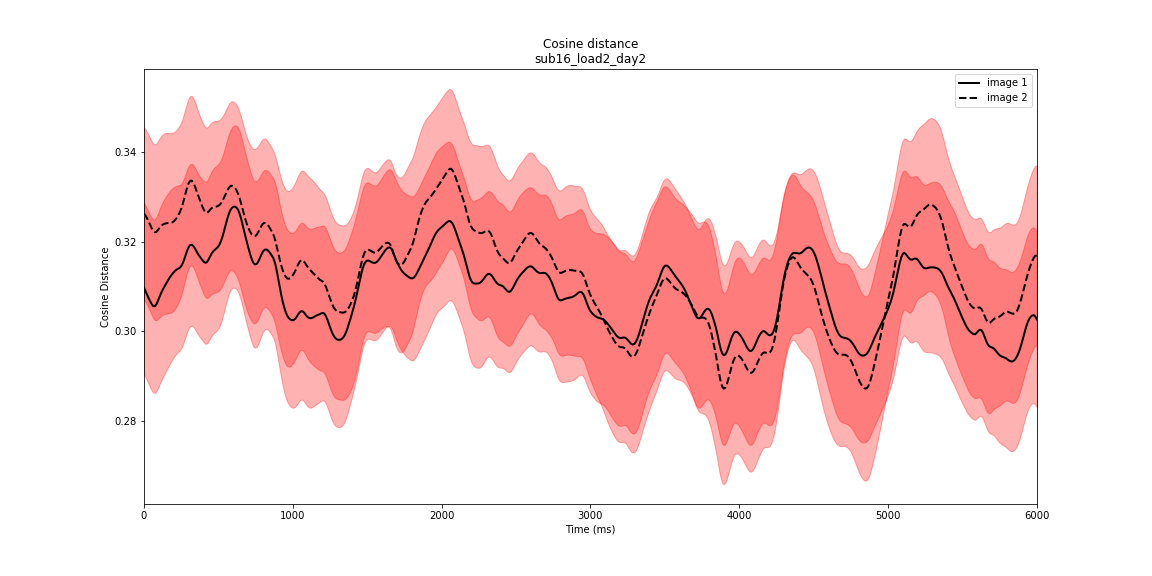 Cosine distance
sub16_load2_day2
image 1
image 2
Cosine Distance
0.34
0.32
0.30
0.28
0 1000 2000 3000 4000 5000 6000
Time (ms)